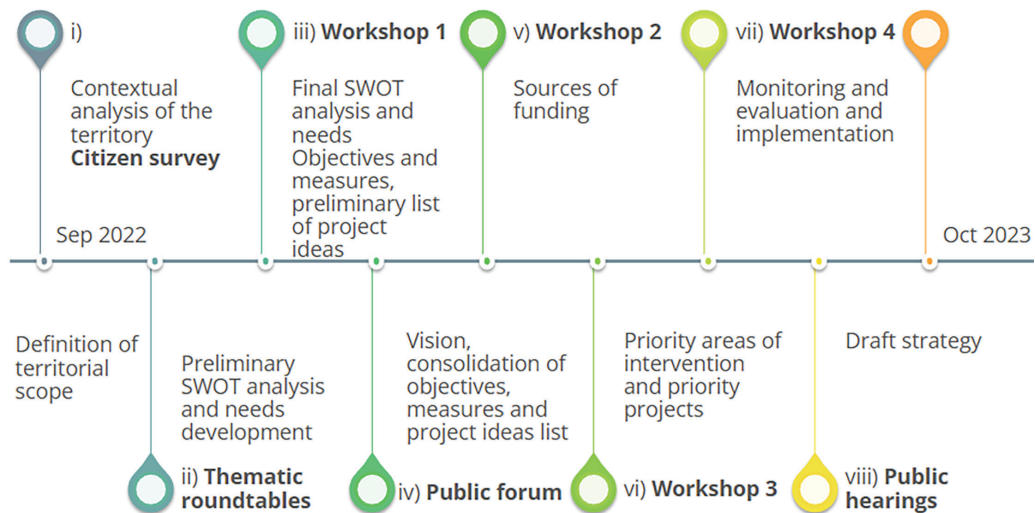 i)
Contextual
analysis of the
territory
Citizen survey
Sep 2022
Definition of
territorial
scope
Preliminary
SWOT analysis
and needs
development
ii) Thematic
roundtables
iii) Workshop 1
Final SWOT
analysis and
needs
Objectives and
measures,
preliminary list
of project
ideas
Vision,
consolidation of
objectives,
measures and
project ideas list
iv) Public forum
v) Workshop 2
Sources of
funding
Priority areas of
intervention
and priority
projects
vi) Workshop 3
vii) Workshop 4
Monitoring and
evaluation and
implementation
Draft strategy
viii) Public
hearings
Oct 2023